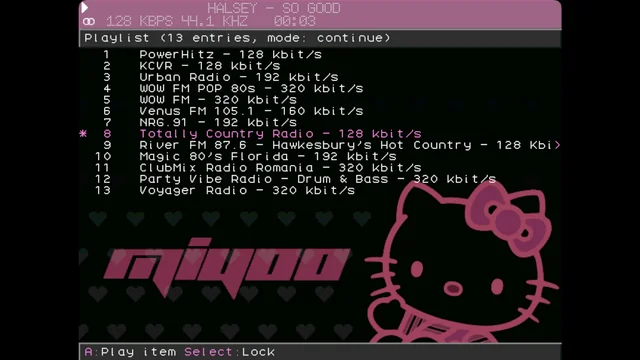 HALSEY - SO GOOD
128 KBPS 44.1 KHZ 00:03
Playlist (13 entries, mode: continue)
1 PowerHitz - 128 kbit/s
2 KCVR - 128 kbit/s
3 Urban Radio - 192 kbit/s
4 WOW FM POP 80s - 320 kbit/s
5 WOW FM - 320 kbit/s
6 Venus FM 105.1 - 160 kbit/s
7 NRG.91 - 192 kbit/s
* 8 Totally Country Radio - 128 kbit/s
9 River FM 87.6 - Hawkesbury's Hot Country - 128 Kbi>
10 Magic 80's Florida - 192 kbit/s
11 ClubMix Radio Romania - 320 kbit/s
12 Party Vibe Radio - Drum & Bass - 320 kbit/s
13 Voyager Radio - 320 kbit/s
miyoo
A:Play item Select:Lock